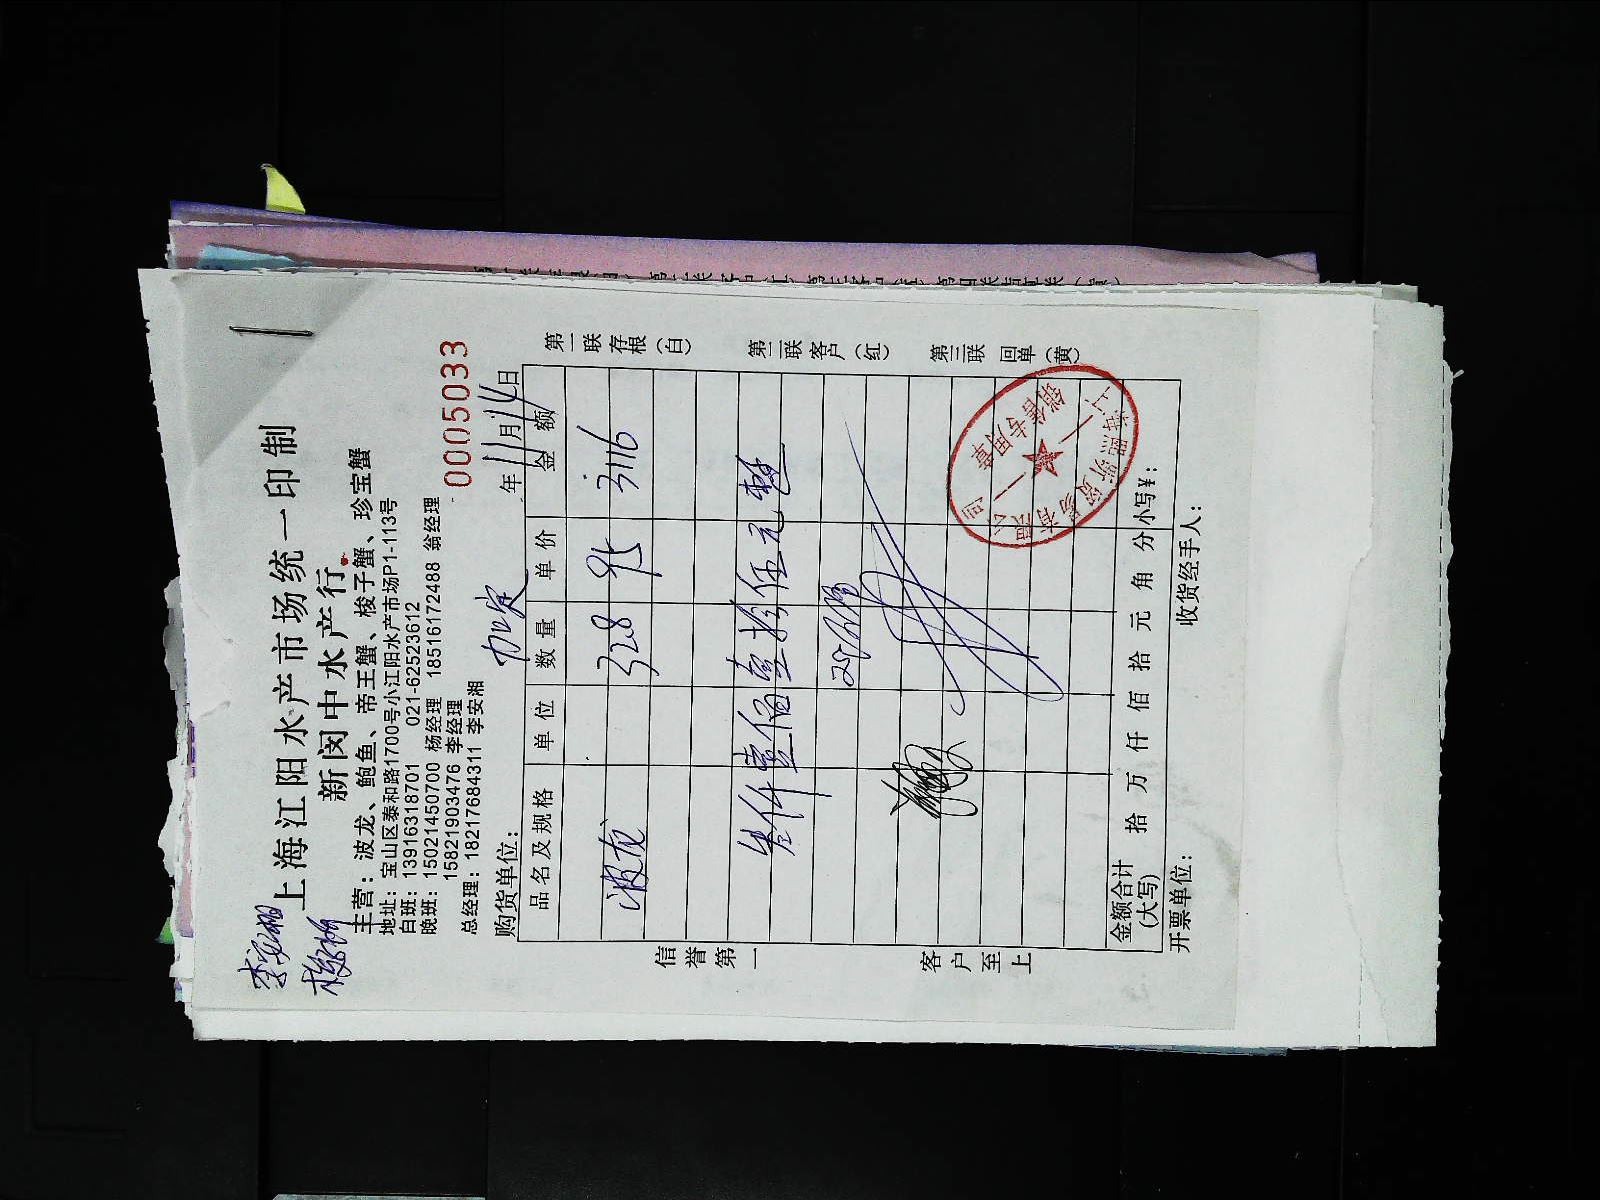 李安湘
上海江阳水产市场统一印制
新闵中水产行
主营：波龙、鲍鱼、帝王蟹、梭子蟹、珍宝蟹
地址：宝山区泰和路1700号小江阳水产市场P1-113号
白班：13916318701 021-62523612
晚班：15021450700 杨经理 18516172488 翁经理
15821903476 李经理
总经理：18217684311 李安湘
0005033
购货单位：
年11月14日
品名及规格 单位 数量 单价 金额
波龙 32.8 95 3116
叁仟壹佰壹拾伍元整
第一联存根（白）
第二联客户（红）
第三联回单（黄）
信誉第一
客户至上
销售专用章
金额合计（大写） 拾 万 仟 佰 拾 元 角 分 小写¥：
开票单位： 收货经手人：